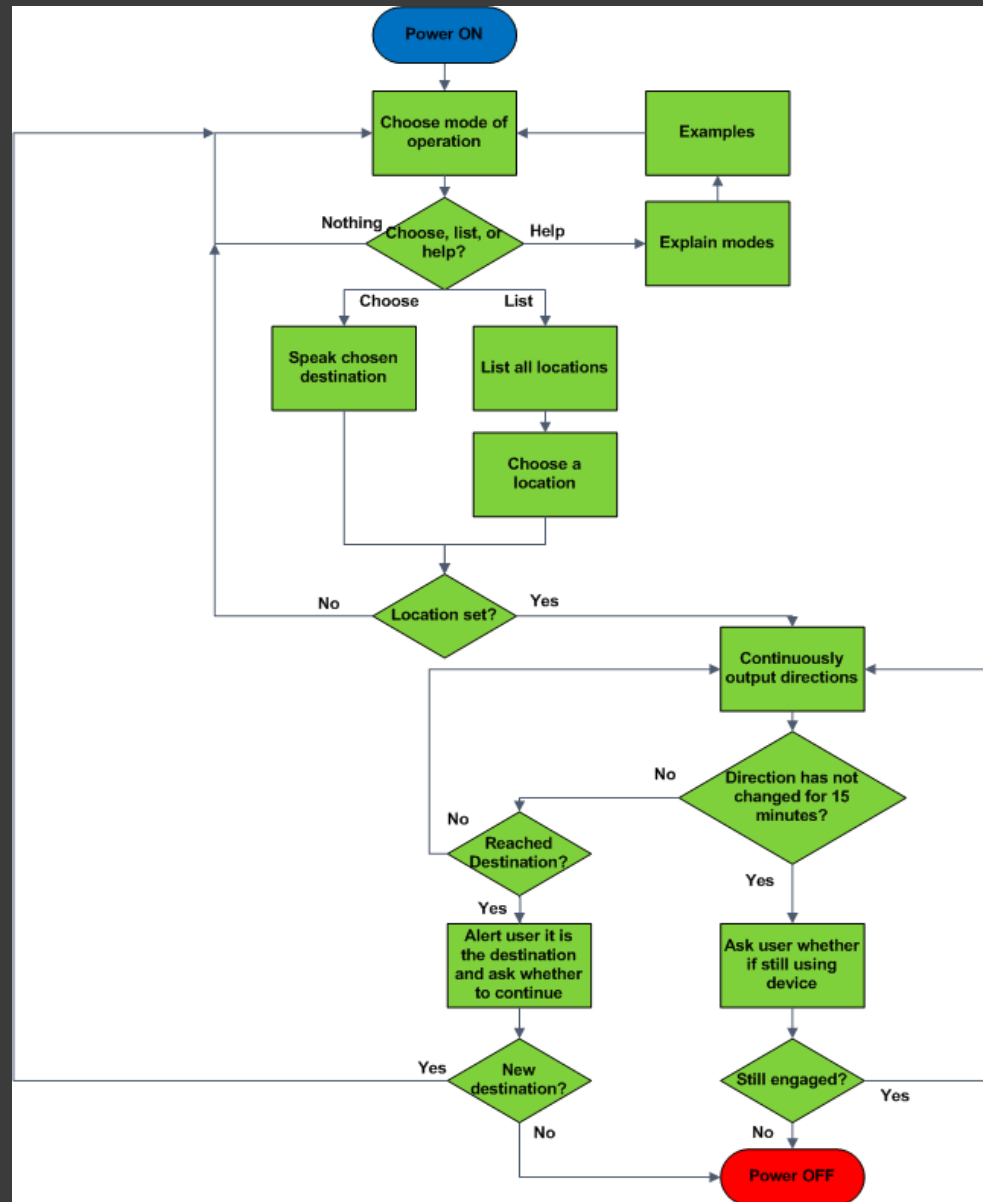 Power ON
Choose mode of
operation
Examples
Nothing
Choose, list, or
help?
Help
Explain modes
Choose
List
Speak chosen
destination
List all locations
Choose a
location
No
Location set?
Yes
Continuously
output directions
No
Direction has not
changed for 15
minutes?
No
Reached
Destination?
Yes
Yes
Alert user it is
the destination
and ask whether
to continue
Ask user whether
if still using
device
Yes
New
destination?
Still engaged?
Yes
No
No
Power OFF